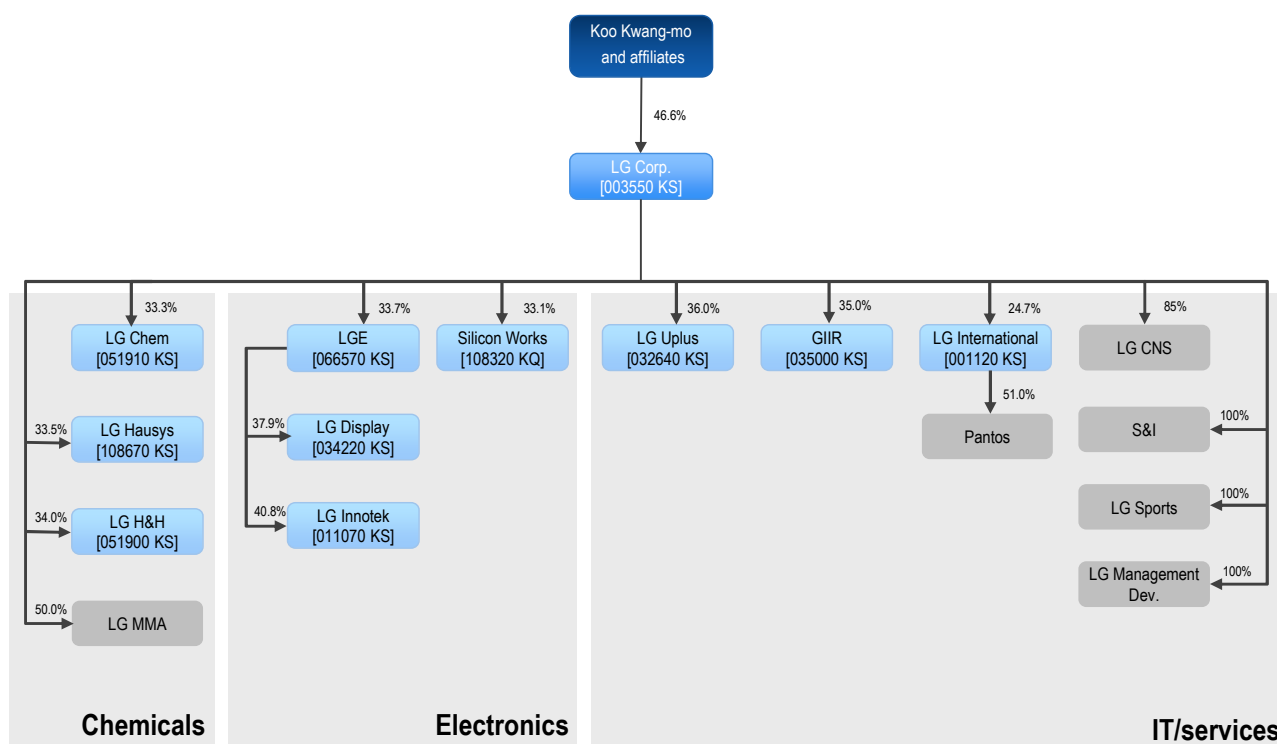 Koo Kwang-mo
and affiliates
46.6%
LG Corp.
[003550 KS]
33.3%
33.7%
33.1%
36.0%
35.0%
24.7%
85%
LG Chem
[051910 KS]
LGE
[066570 KS]
Silicon Works
[108320 KQ]
LG Uplus
[032640 KS]
GIIR
[035000 KS]
LG International
[001120 KS]
LG CNS
33.5%
LG Hausys
[108670 KS]
37.9%
LG Display
[034220 KS]
51.0%
Pantos
S&I
100%
34.0%
LG H&H
[051900 KS]
40.8%
LG Innotek
[011070 KS]
LG Sports
100%
50.0%
LG MMA
LG Management
Dev.
100%
Chemicals
Electronics
IT/services